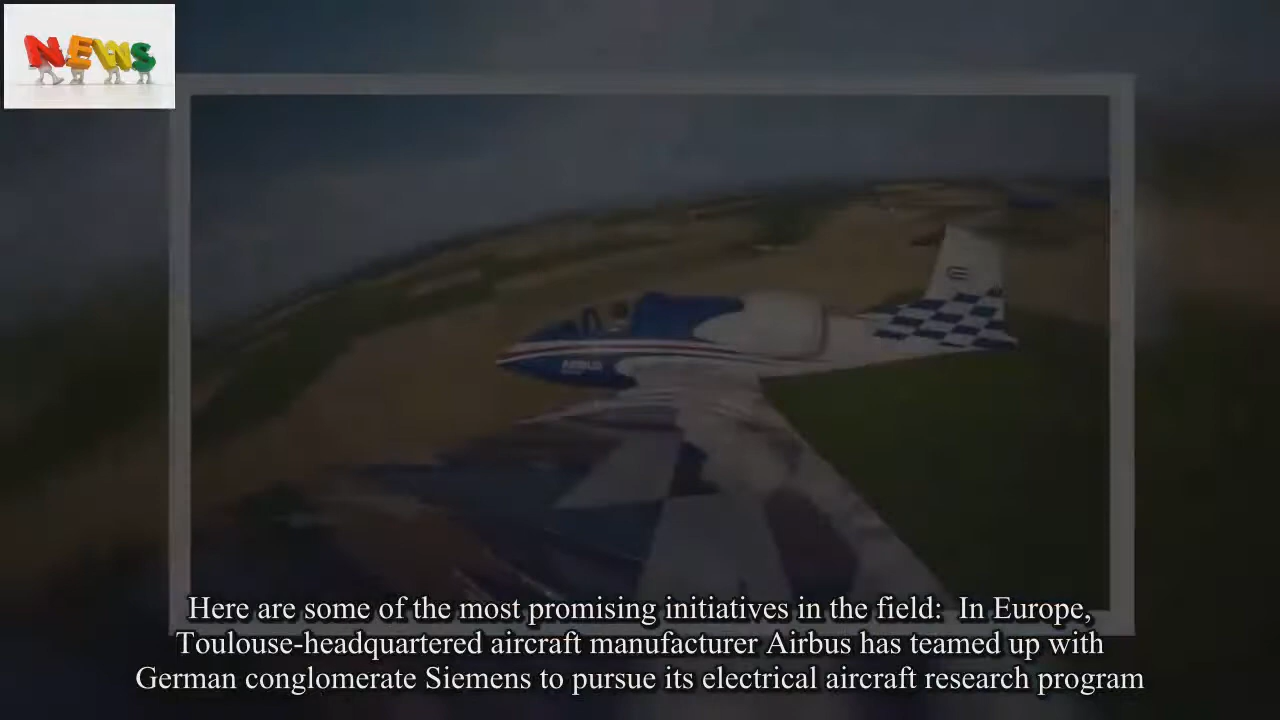 NEWS
AIRBUS
Here are some of the most promising initiatives in the field:  In Europe,
Toulouse-headquartered aircraft manufacturer Airbus has teamed up with
German conglomerate Siemens to pursue its electrical aircraft research program